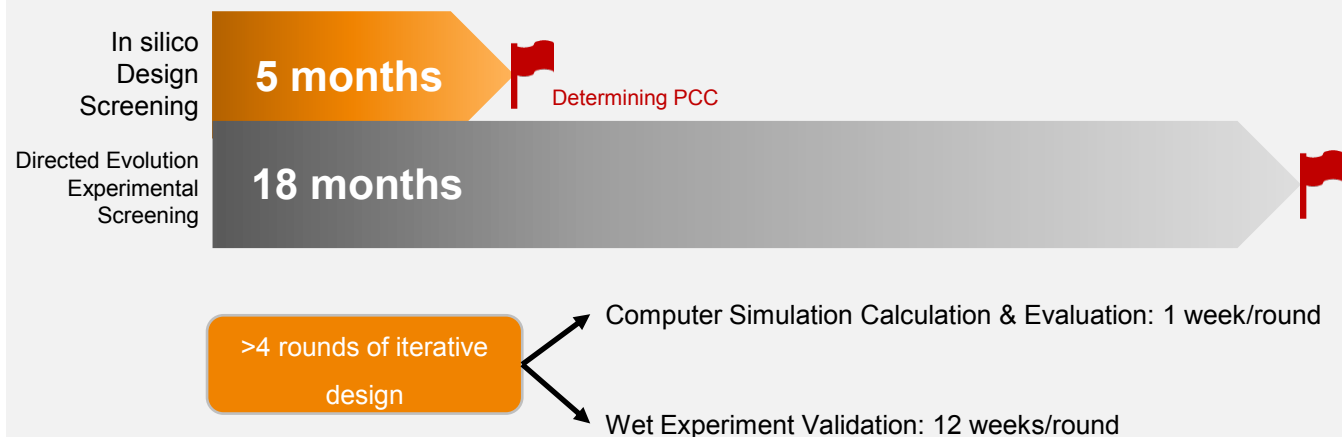 In silico
Design
Screening
5 months
Determining PCC
Directed Evolution
Experimental
Screening
18 months
>4 rounds of iterative
design
Computer Simulation Calculation & Evaluation: 1 week/round
Wet Experiment Validation: 12 weeks/round